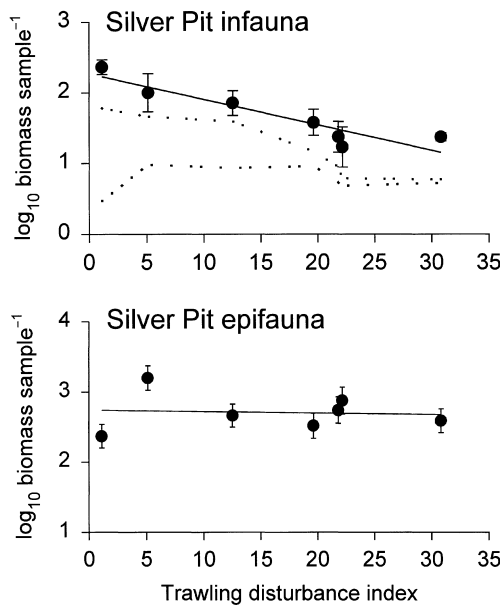 Silver Pit infauna
log10 biomass sample−1
3
2
1
0
0 5 10 15 20 25 30 35
Silver Pit epifauna
log10 biomass sample−1
4
3
2
1
0 5 10 15 20 25 30 35
Trawling disturbance index